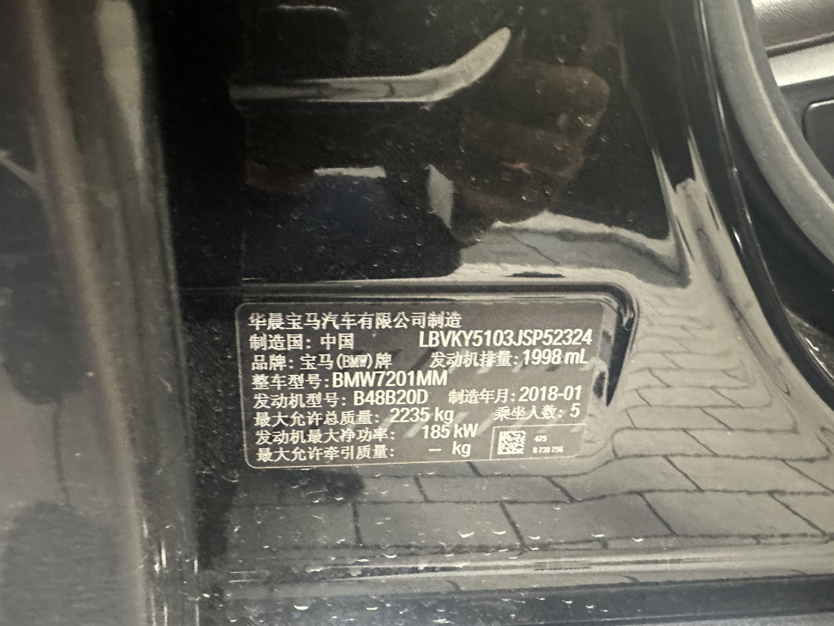 华晨宝马汽车有限公司制造
制造国: 中国 LBVKY5103JSP52324
品牌: 宝马(BMW)牌 发动机排量: 1998 mL
整车型号: BMW7201MM
发动机型号: B48B20D 制造年月: 2018-01
最大允许总质量: 2235 kg 乘坐人数: 5
发动机最大净功率: 185 kW
最大允许牵引质量: -- kg
475